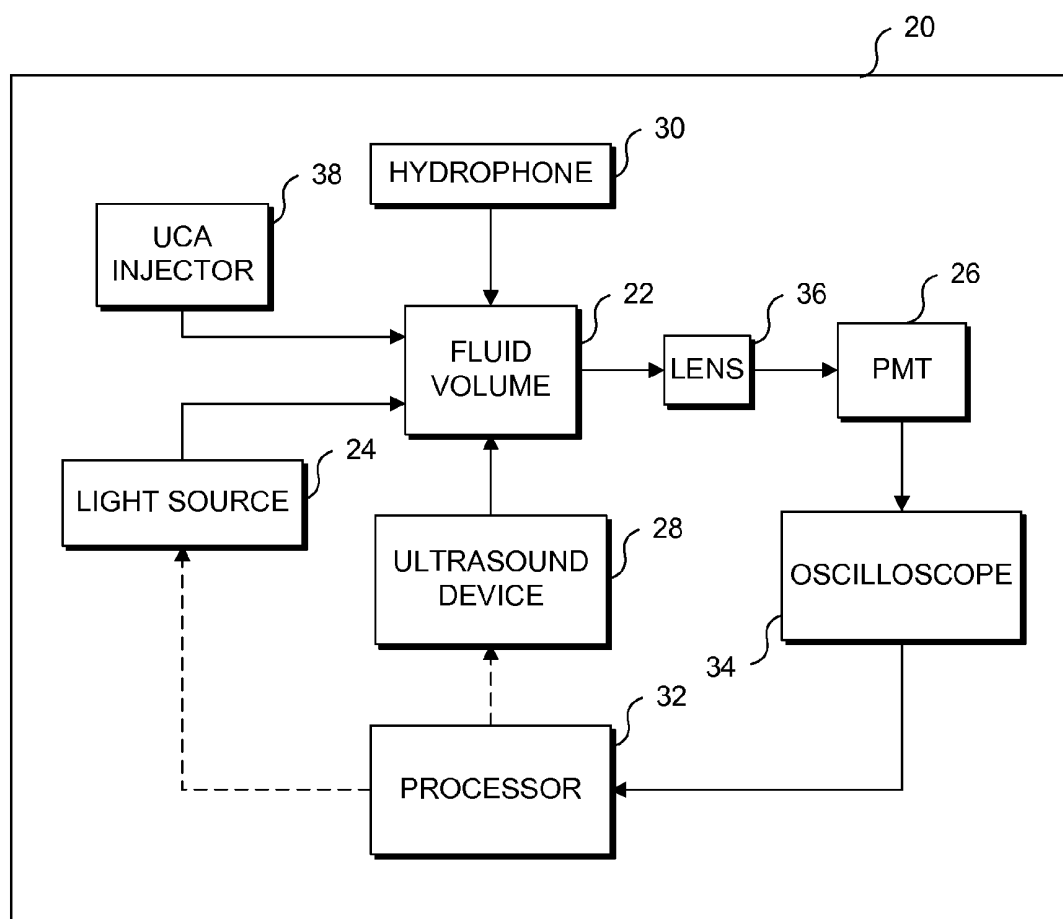 20
30
HYDROPHONE
38
UCA
INJECTOR
22
FLUID
VOLUME
36
LENS
26
PMT
24
LIGHT SOURCE
28
ULTRASOUND
DEVICE
OSCILLOSCOPE
34
32
PROCESSOR